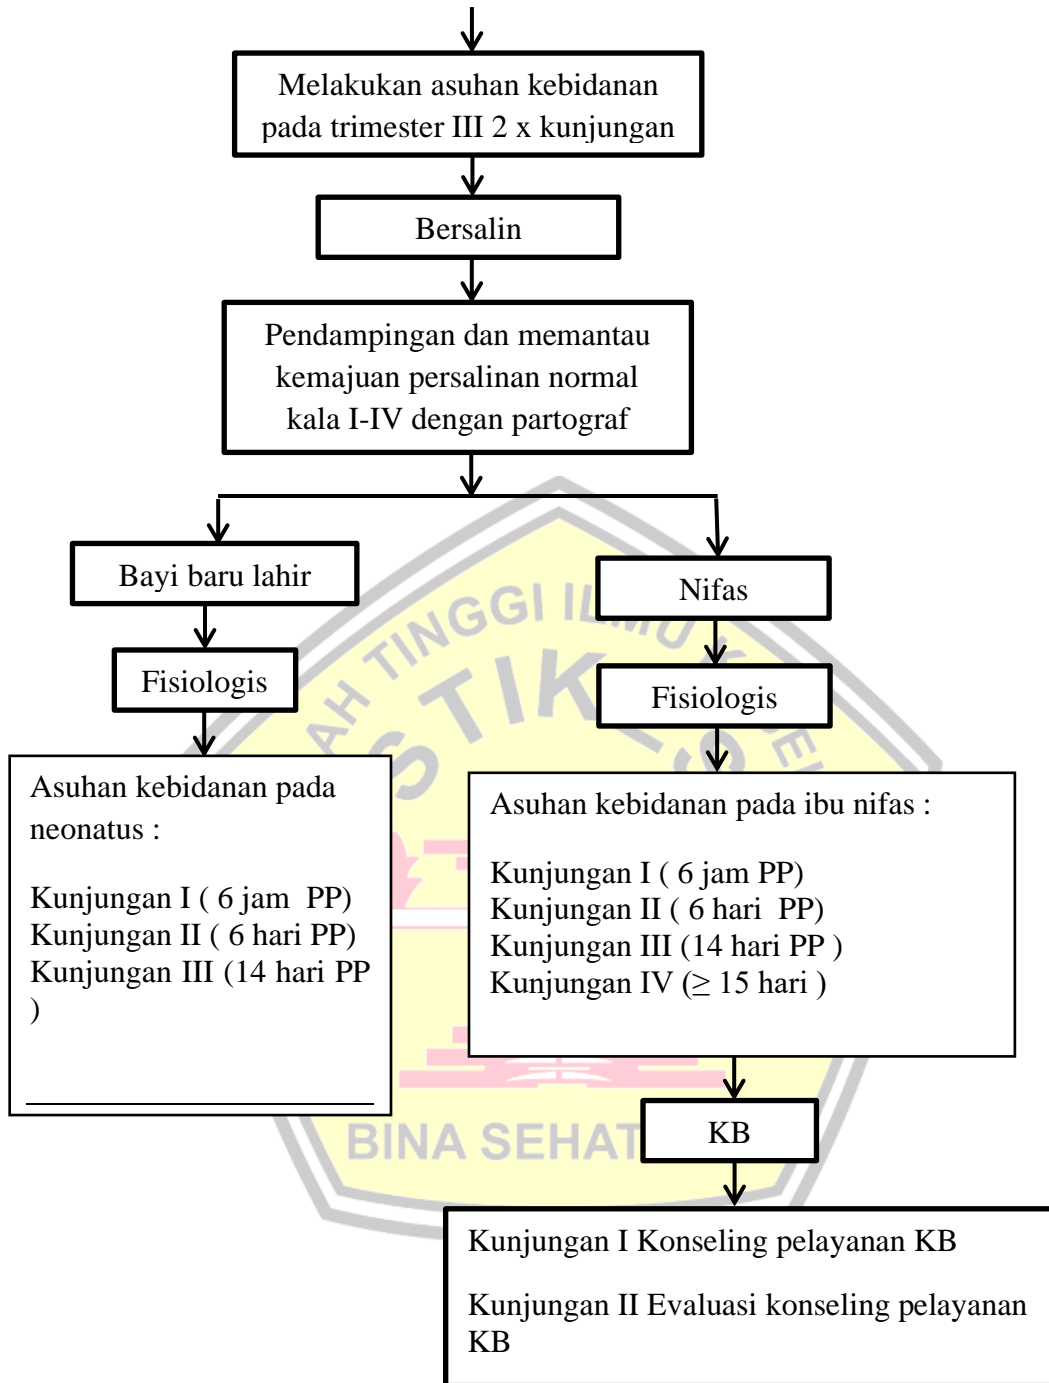 Melakukan asuhan kebidanan
pada trimester III 2 x kunjungan
Bersalin
Pendampingan dan memantau
kemajuan persalinan normal
kala I-IV dengan partograf
Bayi baru lahir
Nifas
Fisiologis
Fisiologis
Asuhan kebidanan pada
neonatus :
Kunjungan I ( 6 jam  PP)
Kunjungan II ( 6 hari PP)
Kunjungan III (14 hari PP
)
Asuhan kebidanan pada ibu nifas :
Kunjungan I ( 6 jam PP)
Kunjungan II ( 6 hari  PP)
Kunjungan III (14 hari PP )
Kunjungan IV (≥ 15 hari )
KB
Kunjungan I Konseling pelayanan KB
Kunjungan II Evaluasi konseling pelayanan
KB
TINGGI
STIKES
BINA SEHAT